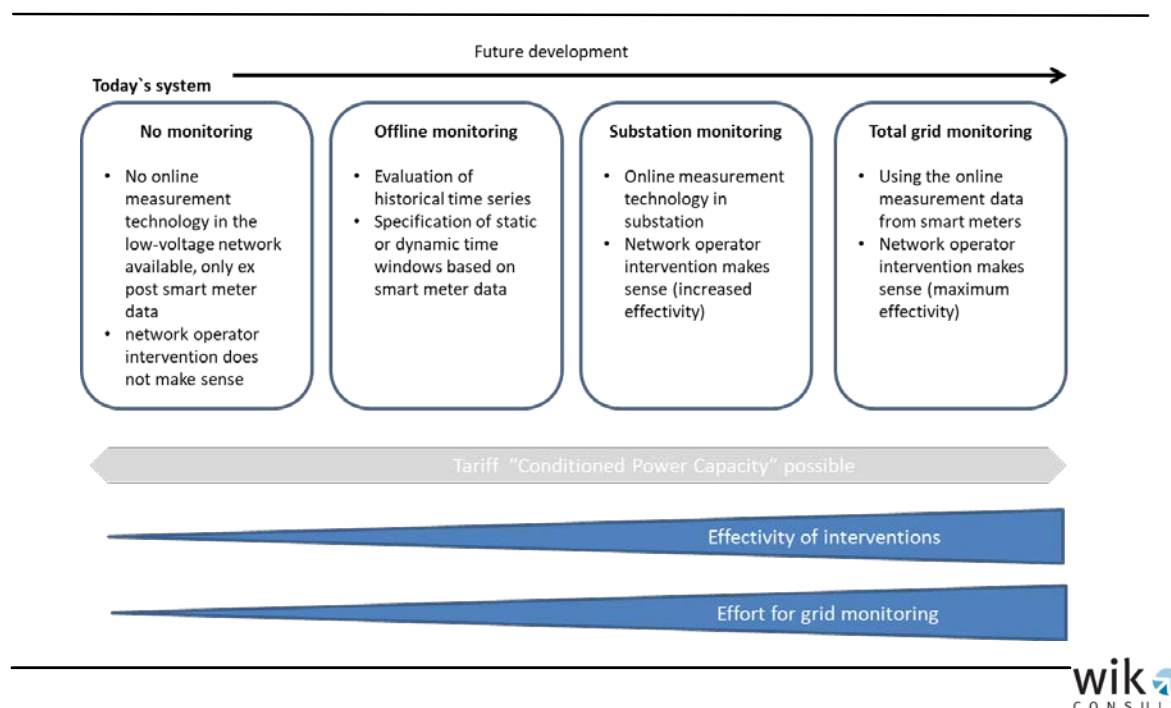 Future development
Today`s system
No monitoring
• No online
measurement
technology in the
low-voltage network
available, only ex
post smart meter
data
• network operator
intervention does
not make sense
Offline monitoring
• Evaluation of
historical time series
• Specification of static
or dynamic time
windows based on
smart meter data
Substation monitoring
• Online measurement
technology in
substation
• Network operator
intervention makes
sense (increased
effectivity)
Total grid monitoring
• Using the online
measurement data
from smart meters
• Network operator
intervention makes
sense (maximum
effectivity)
Tariff "Conditioned Power Capacity" possible
Effectivity of interventions
Effort for grid monitoring
wik